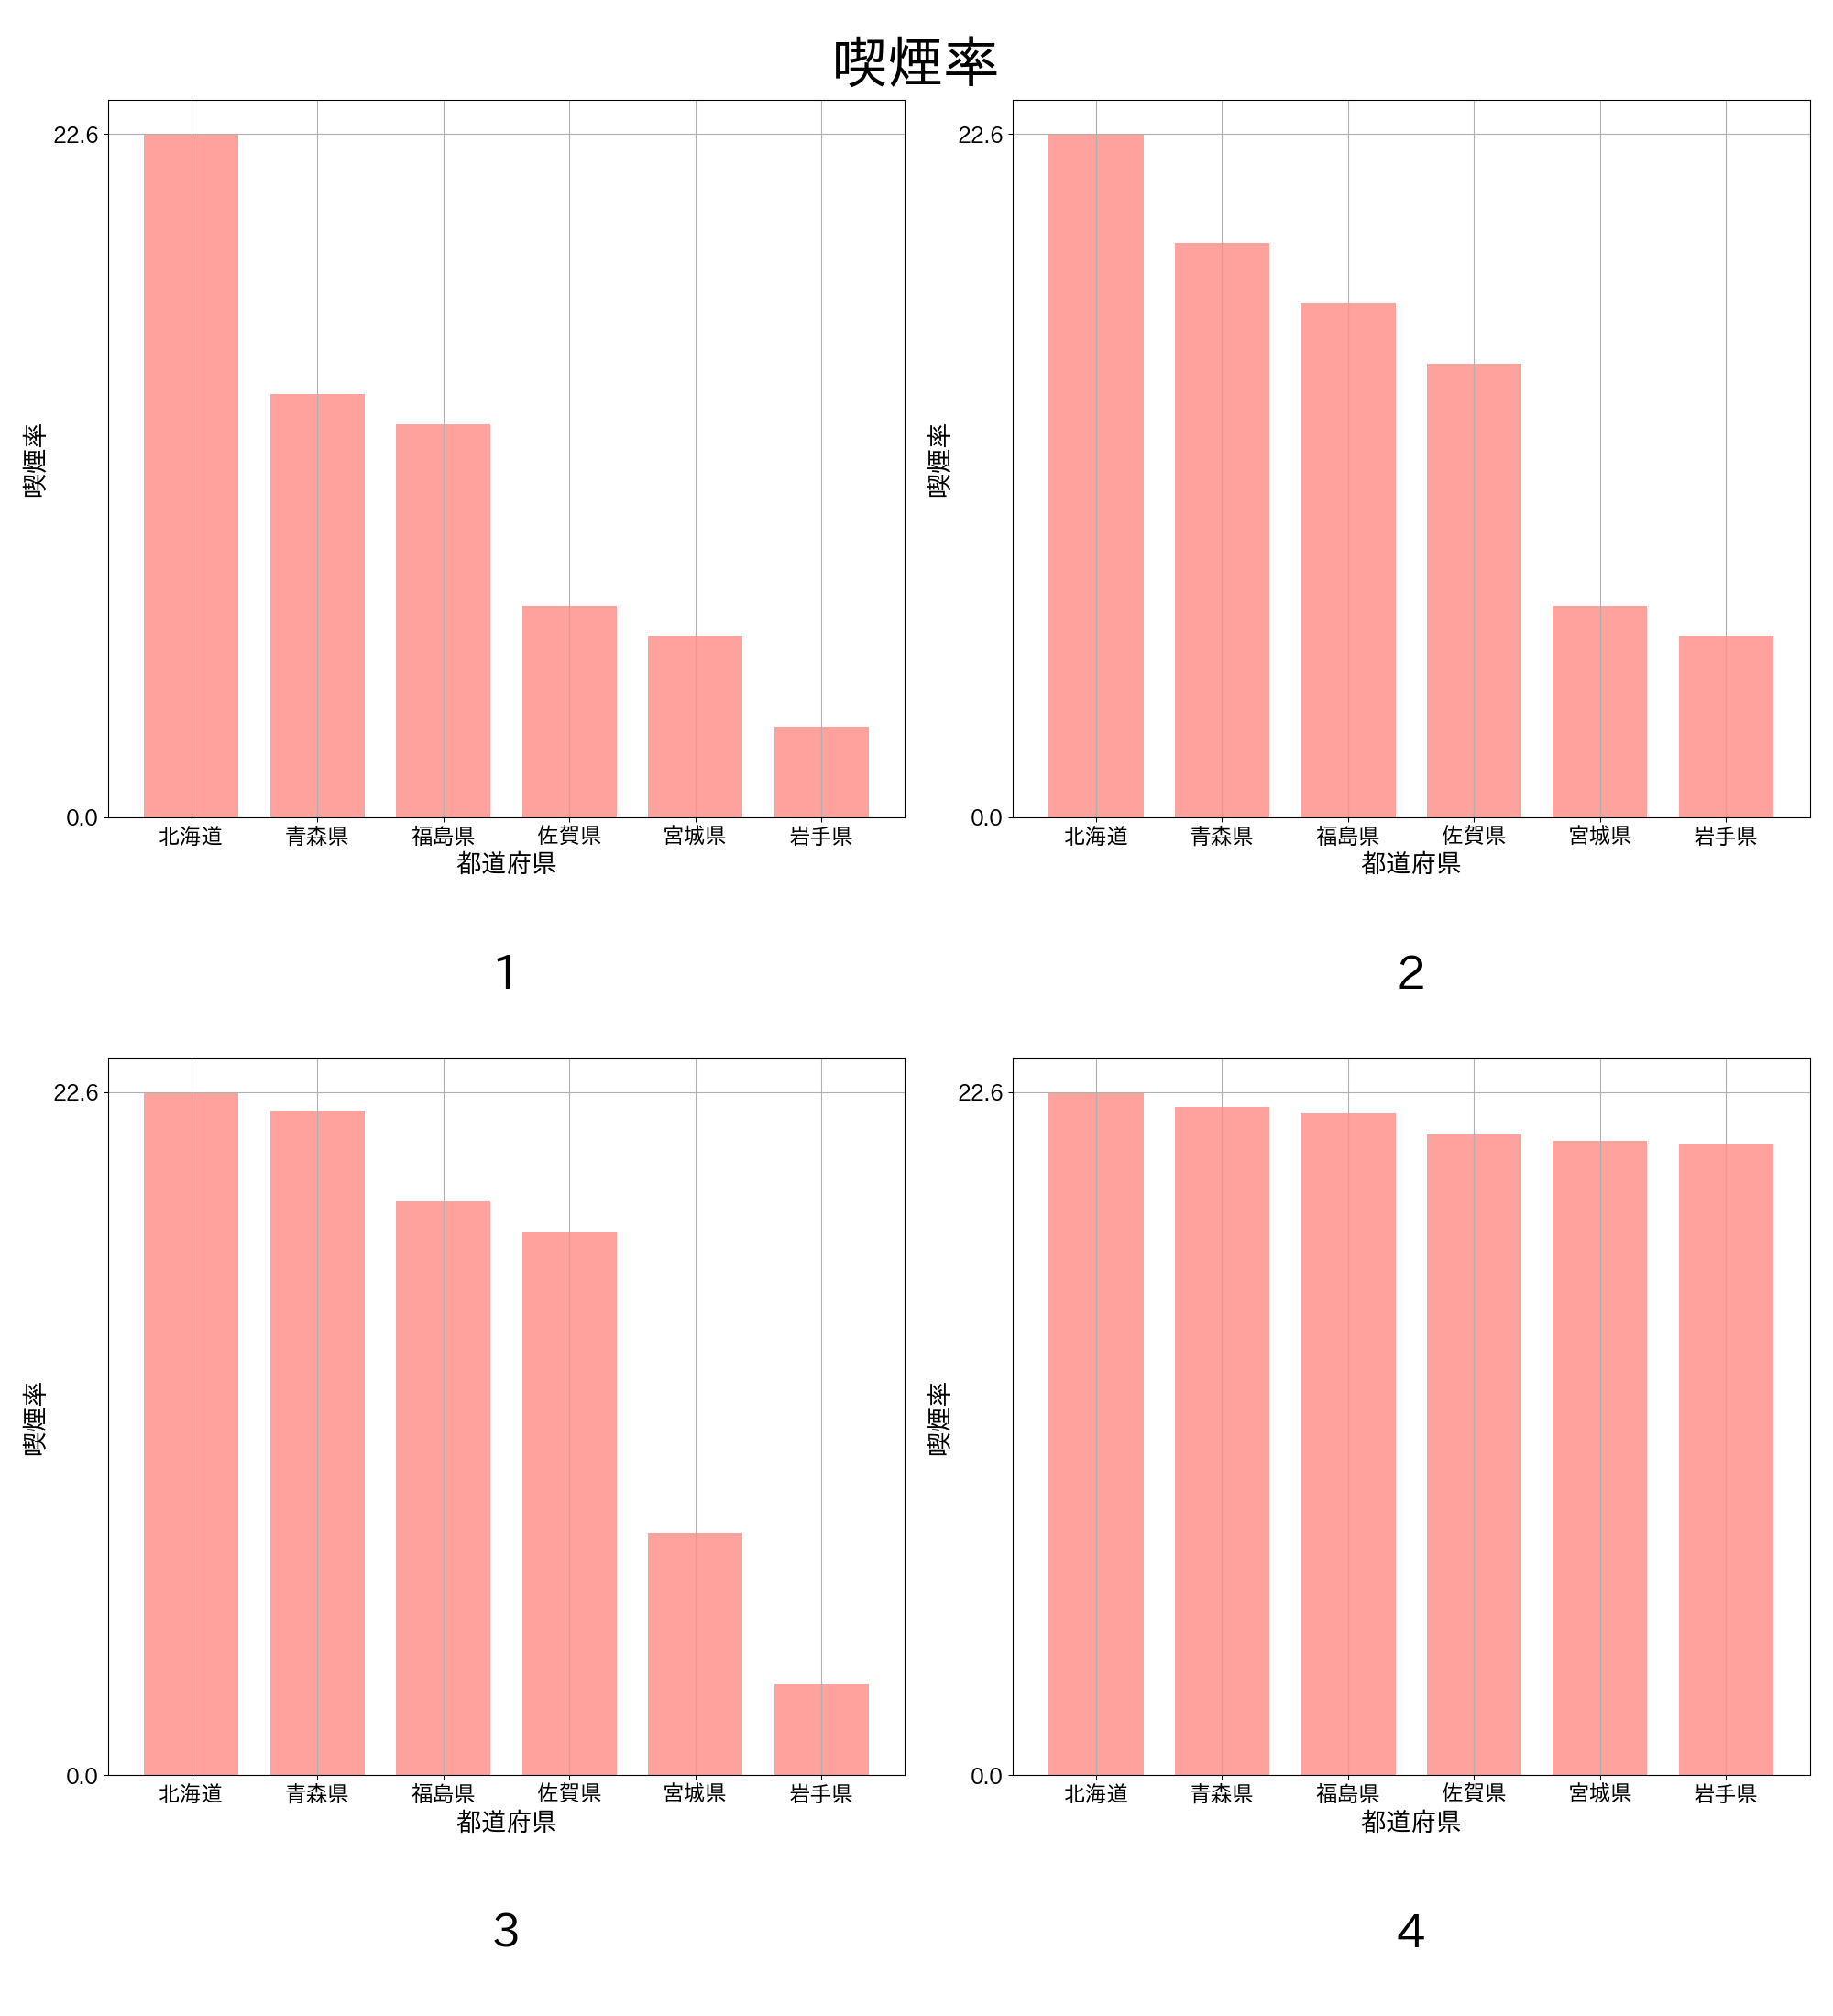 喫煙率
22.6
喫煙率
0.0
北海道 青森県 福島県 佐賀県 宮城県 岩手県
都道府県
1
22.6
喫煙率
0.0
北海道 青森県 福島県 佐賀県 宮城県 岩手県
都道府県
2
22.6
喫煙率
0.0
北海道 青森県 福島県 佐賀県 宮城県 岩手県
都道府県
3
22.6
喫煙率
0.0
北海道 青森県 福島県 佐賀県 宮城県 岩手県
都道府県
4